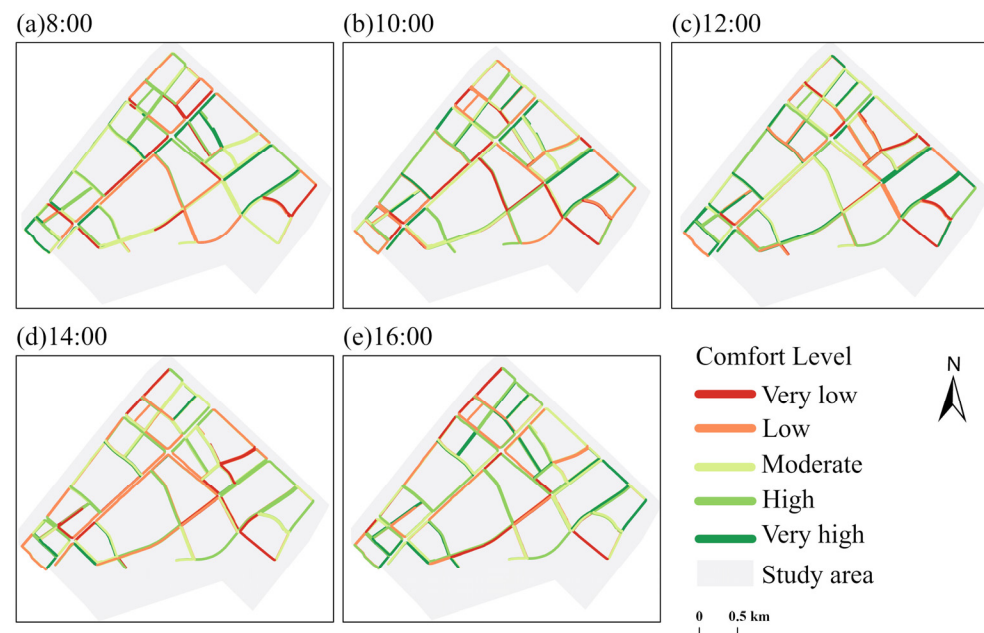 (a)8:00
(b)10:00
(c)12:00
(d)14:00
(e)16:00
Comfort Level
N
Very low
Low
Moderate
High
Very high
Study area
0 0.5 km